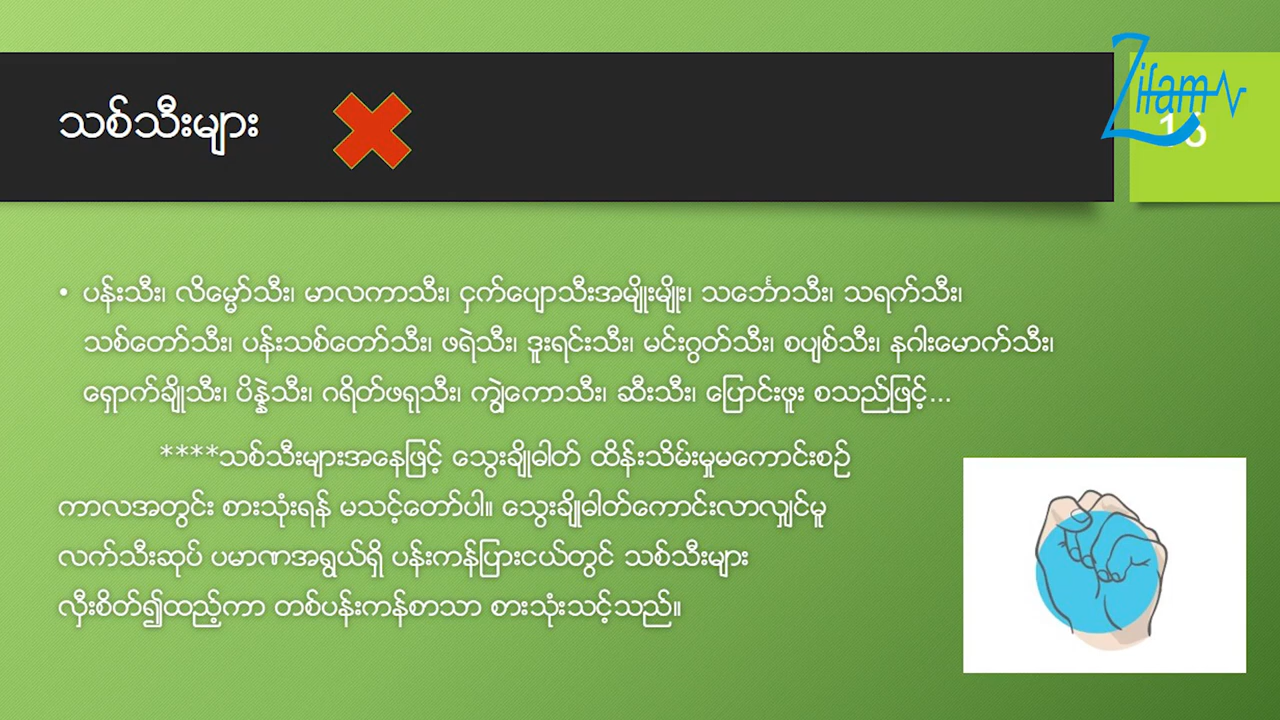 Zifam
သစ်သီးများ
16
• ပန်းသီး၊ လိမ္မော်သီး၊ မာလကာသီး၊ ငှက်ပျောသီးအမျိုးမျိုး၊ သင်္ဘောသီး၊ သရက်သီး၊
သစ်တော်သီး၊ ပန်းသစ်တော်သီး၊ ဖရဲသီး၊ ဒူးရင်းသီး၊ မင်းဂွတ်သီး၊ စပျစ်သီး၊ နဂါးမောက်သီး၊
ရှောက်ချိုသီး၊ ပိန္နဲသီး၊ ဂရိတ်ဖရုသီး၊ ကျွဲကောသီး၊ ဆီးသီး၊ ပြောင်းဖူး စသည်ဖြင့်...
****သစ်သီးများအနေဖြင့် သွေးချိုဓါတ် ထိန်းသိမ်းမှုမကောင်းစဉ်
ကာလအတွင်း စားသုံးရန် မသင့်တော်ပါ။ သွေးချိုဓါတ်ကောင်းလာလျှင်မူ
လက်သီးဆုပ် ပမာဏအရွယ်ရှိ ပန်းကန်ပြားငယ်တွင် သစ်သီးများ
လှီးစိတ်၍ထည့်ကာ တစ်ပန်းကန်စာသာ စားသုံးသင့်သည်။